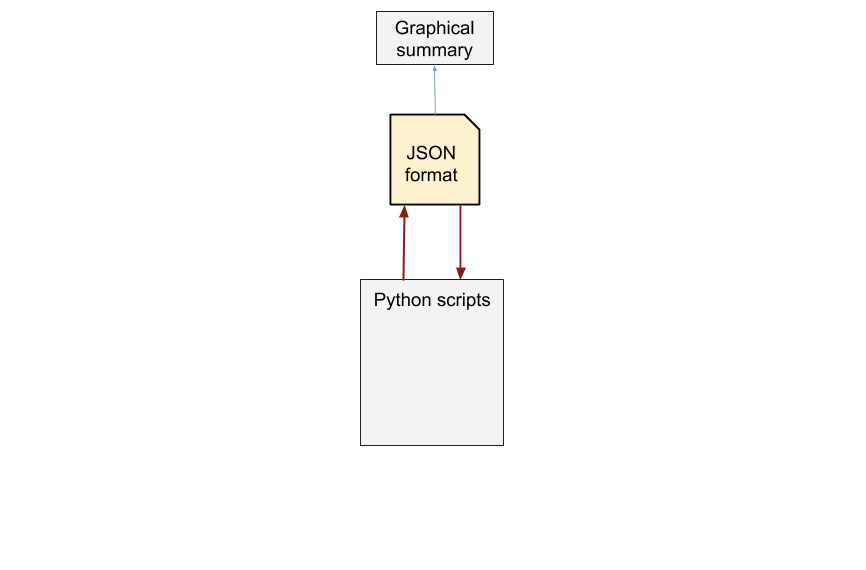 Graphical
summary
JSON
format
Python scripts